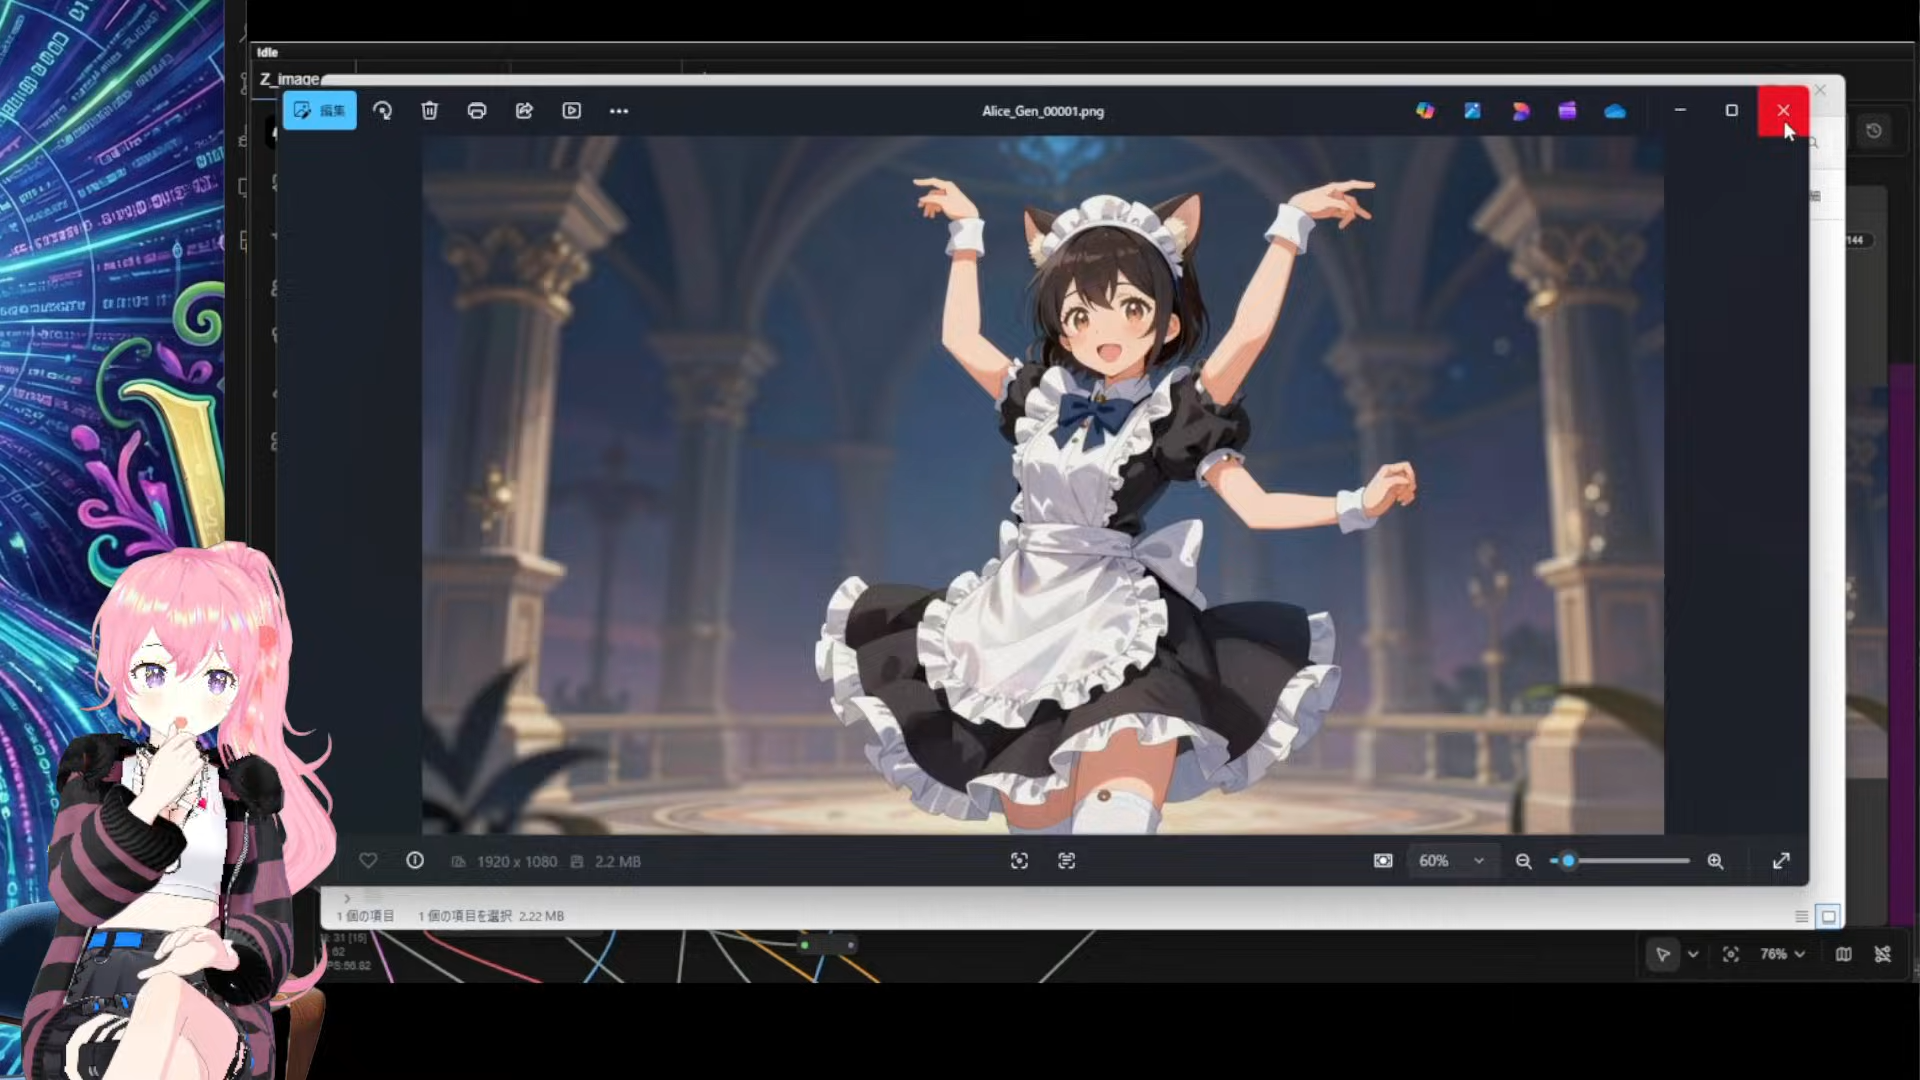 Idle
Z_image
編集
Alice_Gen_00001.png
144
1920 x 1080
2.2 MB
60%
1 個の項目
1 個の項目を選択 2.22 MB
76%